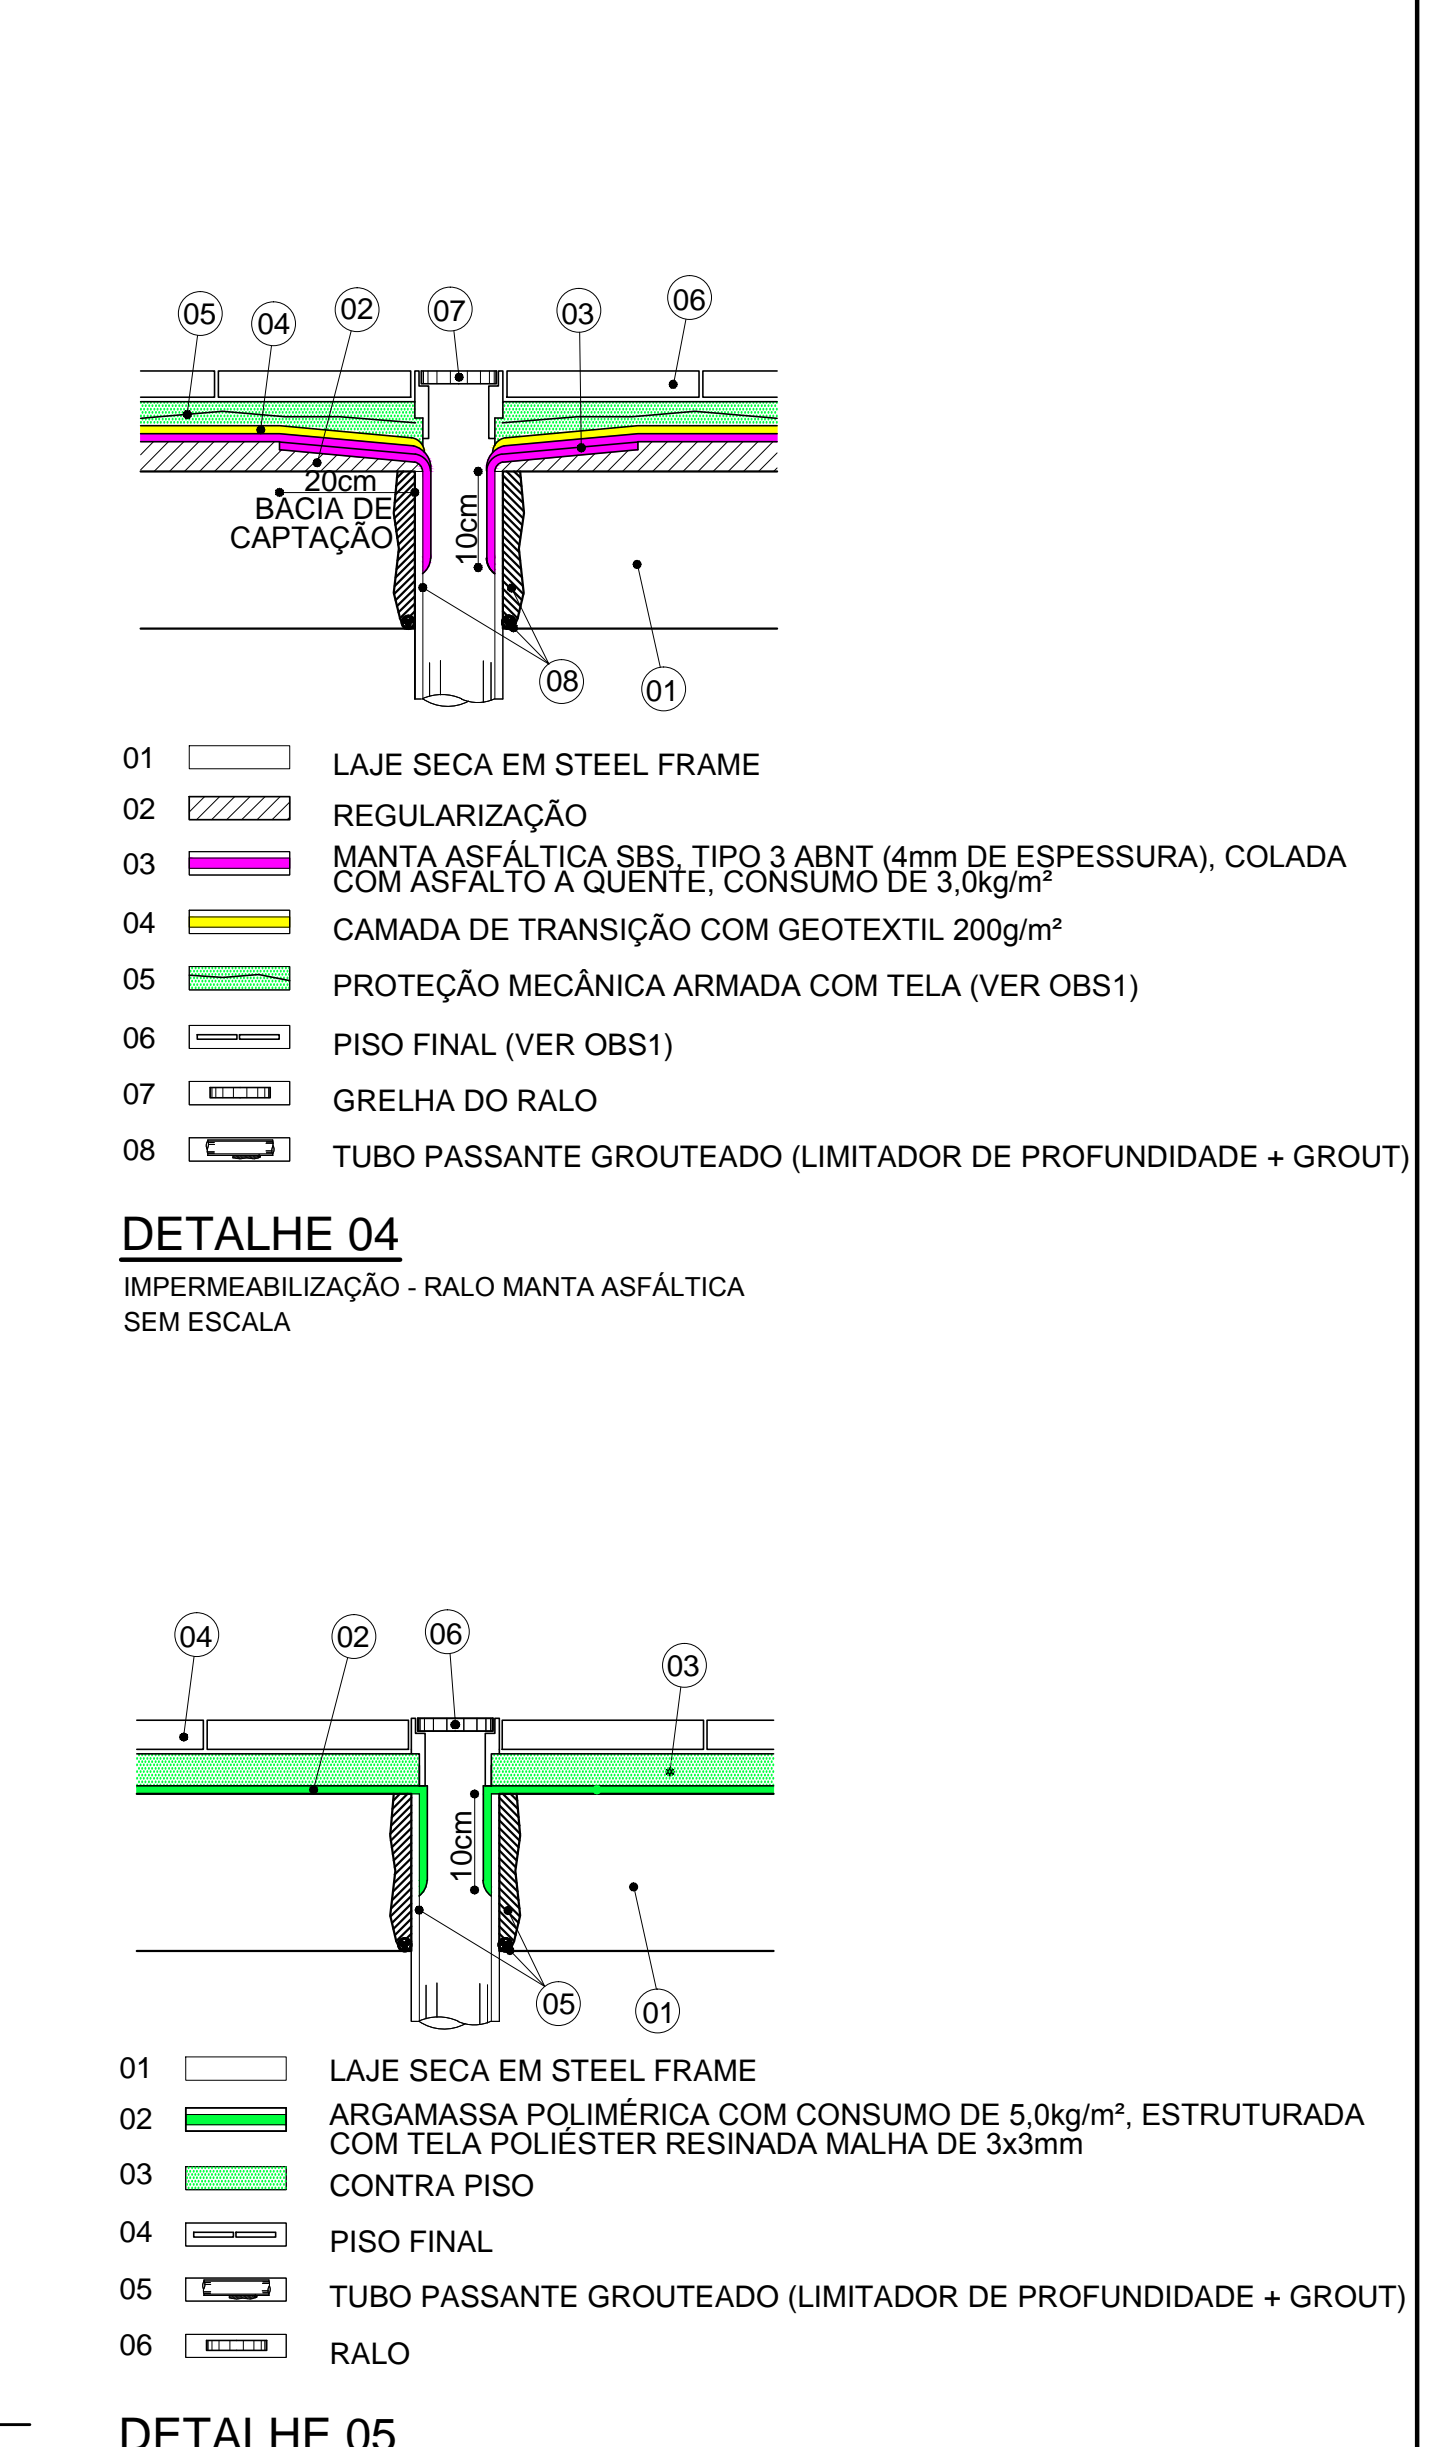 05
04
02
07
03
06
20cm
BACIA DE
CAPTAÇÃO
10cm
08
01
01 LAJE SECA EM STEEL FRAME
02 REGULARIZAÇÃO
03 MANTA ASFÁLTICA SBS, TIPO 3 ABNT (4mm DE ESPESSURA), COLADA
COM ASFALTO A QUENTE, CONSUMO DE 3,0kg/m²
04 CAMADA DE TRANSIÇÃO COM GEOTEXTIL 200g/m²
05 PROTEÇÃO MECÂNICA ARMADA COM TELA (VER OBS1)
06 PISO FINAL (VER OBS1)
07 GRELHA DO RALO
08 TUBO PASSANTE GROUTEADO (LIMITADOR DE PROFUNDIDADE + GROUT)
DETALHE 04
IMPERMEABILIZAÇÃO - RALO MANTA ASFÁLTICA
SEM ESCALA
04
02
06
03
10cm
05
01
01 LAJE SECA EM STEEL FRAME
02 ARGAMASSA POLIMÉRICA COM CONSUMO DE 5,0kg/m², ESTRUTURADA
COM TELA POLIÉSTER RESINADA MALHA DE 3x3mm
03 CONTRA PISO
04 PISO FINAL
05 TUBO PASSANTE GROUTEADO (LIMITADOR DE PROFUNDIDADE + GROUT)
06 RALO
DETALHE 05